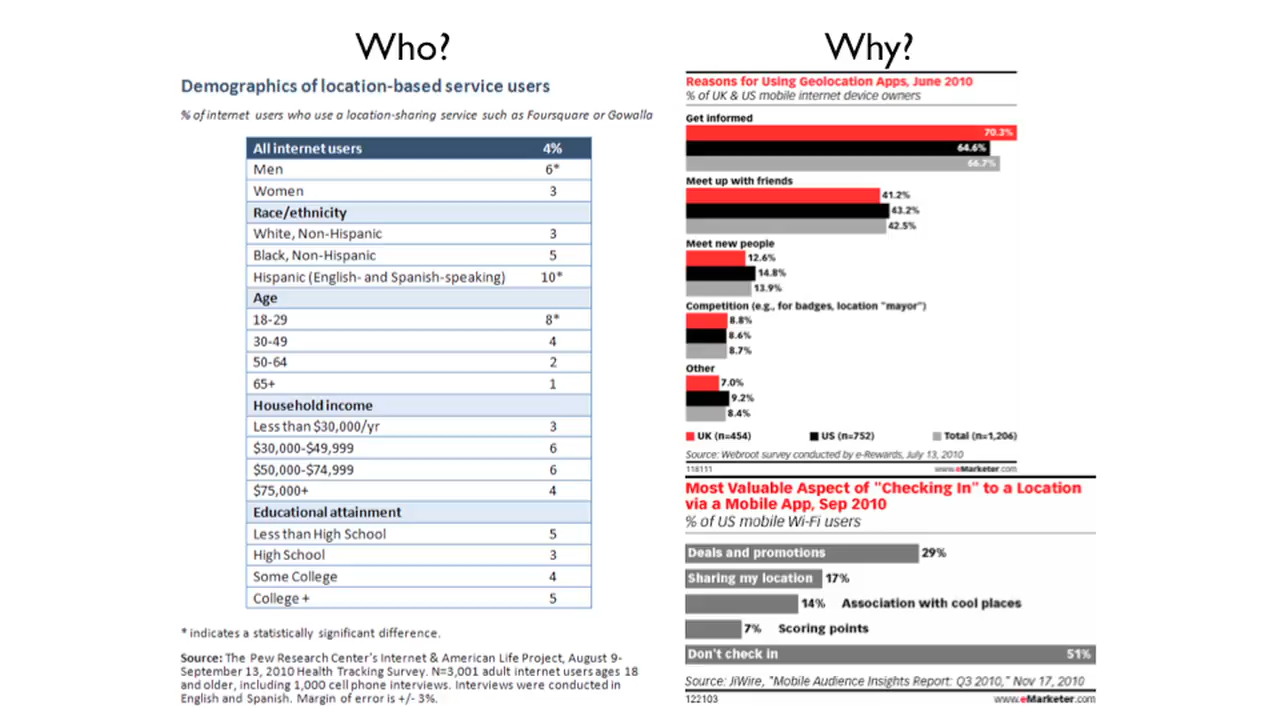 Who?
Demographics of location-based service users
% of internet users who use a location-sharing service such as Foursquare or Gowalla
All internet users 4%
Men 6*
Women 3
Race/ethnicity
White, Non-Hispanic 3
Black, Non-Hispanic 5
Hispanic (English- and Spanish-speaking) 10*
Age
18-29 8*
30-49 4
50-64 2
65+ 1
Household income
Less than $30,000/yr 3
$30,000-$49,999 6
$50,000-$74,999 6
$75,000+ 4
Educational attainment
Less than High School 5
High School 3
Some College 4
College + 5
* indicates a statistically significant difference.
Source: The Pew Research Center's Internet & American Life Project, August 9-
September 13, 2010 Health Tracking Survey. N=3,001 adult internet users ages 18
and older, including 1,000 cell phone interviews. Interviews were conducted in
English and Spanish. Margin of error is +/- 3%.
Why?
Reasons for Using Geolocation Apps, June 2010
% of UK & US mobile internet device owners
Get informed
70.3%
64.6%
66.7%
Meet up with friends
41.2%
43.2%
42.5%
Meet new people
12.6%
14.8%
13.9%
Competition (e.g., for badges, location "mayor")
8.8%
8.6%
8.7%
Other
7.0%
9.2%
8.4%
UK (n=454) US (n=752) Total (n=1,206)
Source: Webroot survey conducted by e-Rewards, July 13, 2010
118111 www.eMarketer.com
Most Valuable Aspect of "Checking In" to a Location
via a Mobile App, Sep 2010
% of US mobile Wi-Fi users
Deals and promotions 29%
Sharing my location 17%
14% Association with cool places
7% Scoring points
Don't check in 51%
Source: JiWire, "Mobile Audience Insights Report: Q3 2010," Nov 17, 2010
122103 www.eMarketer.com